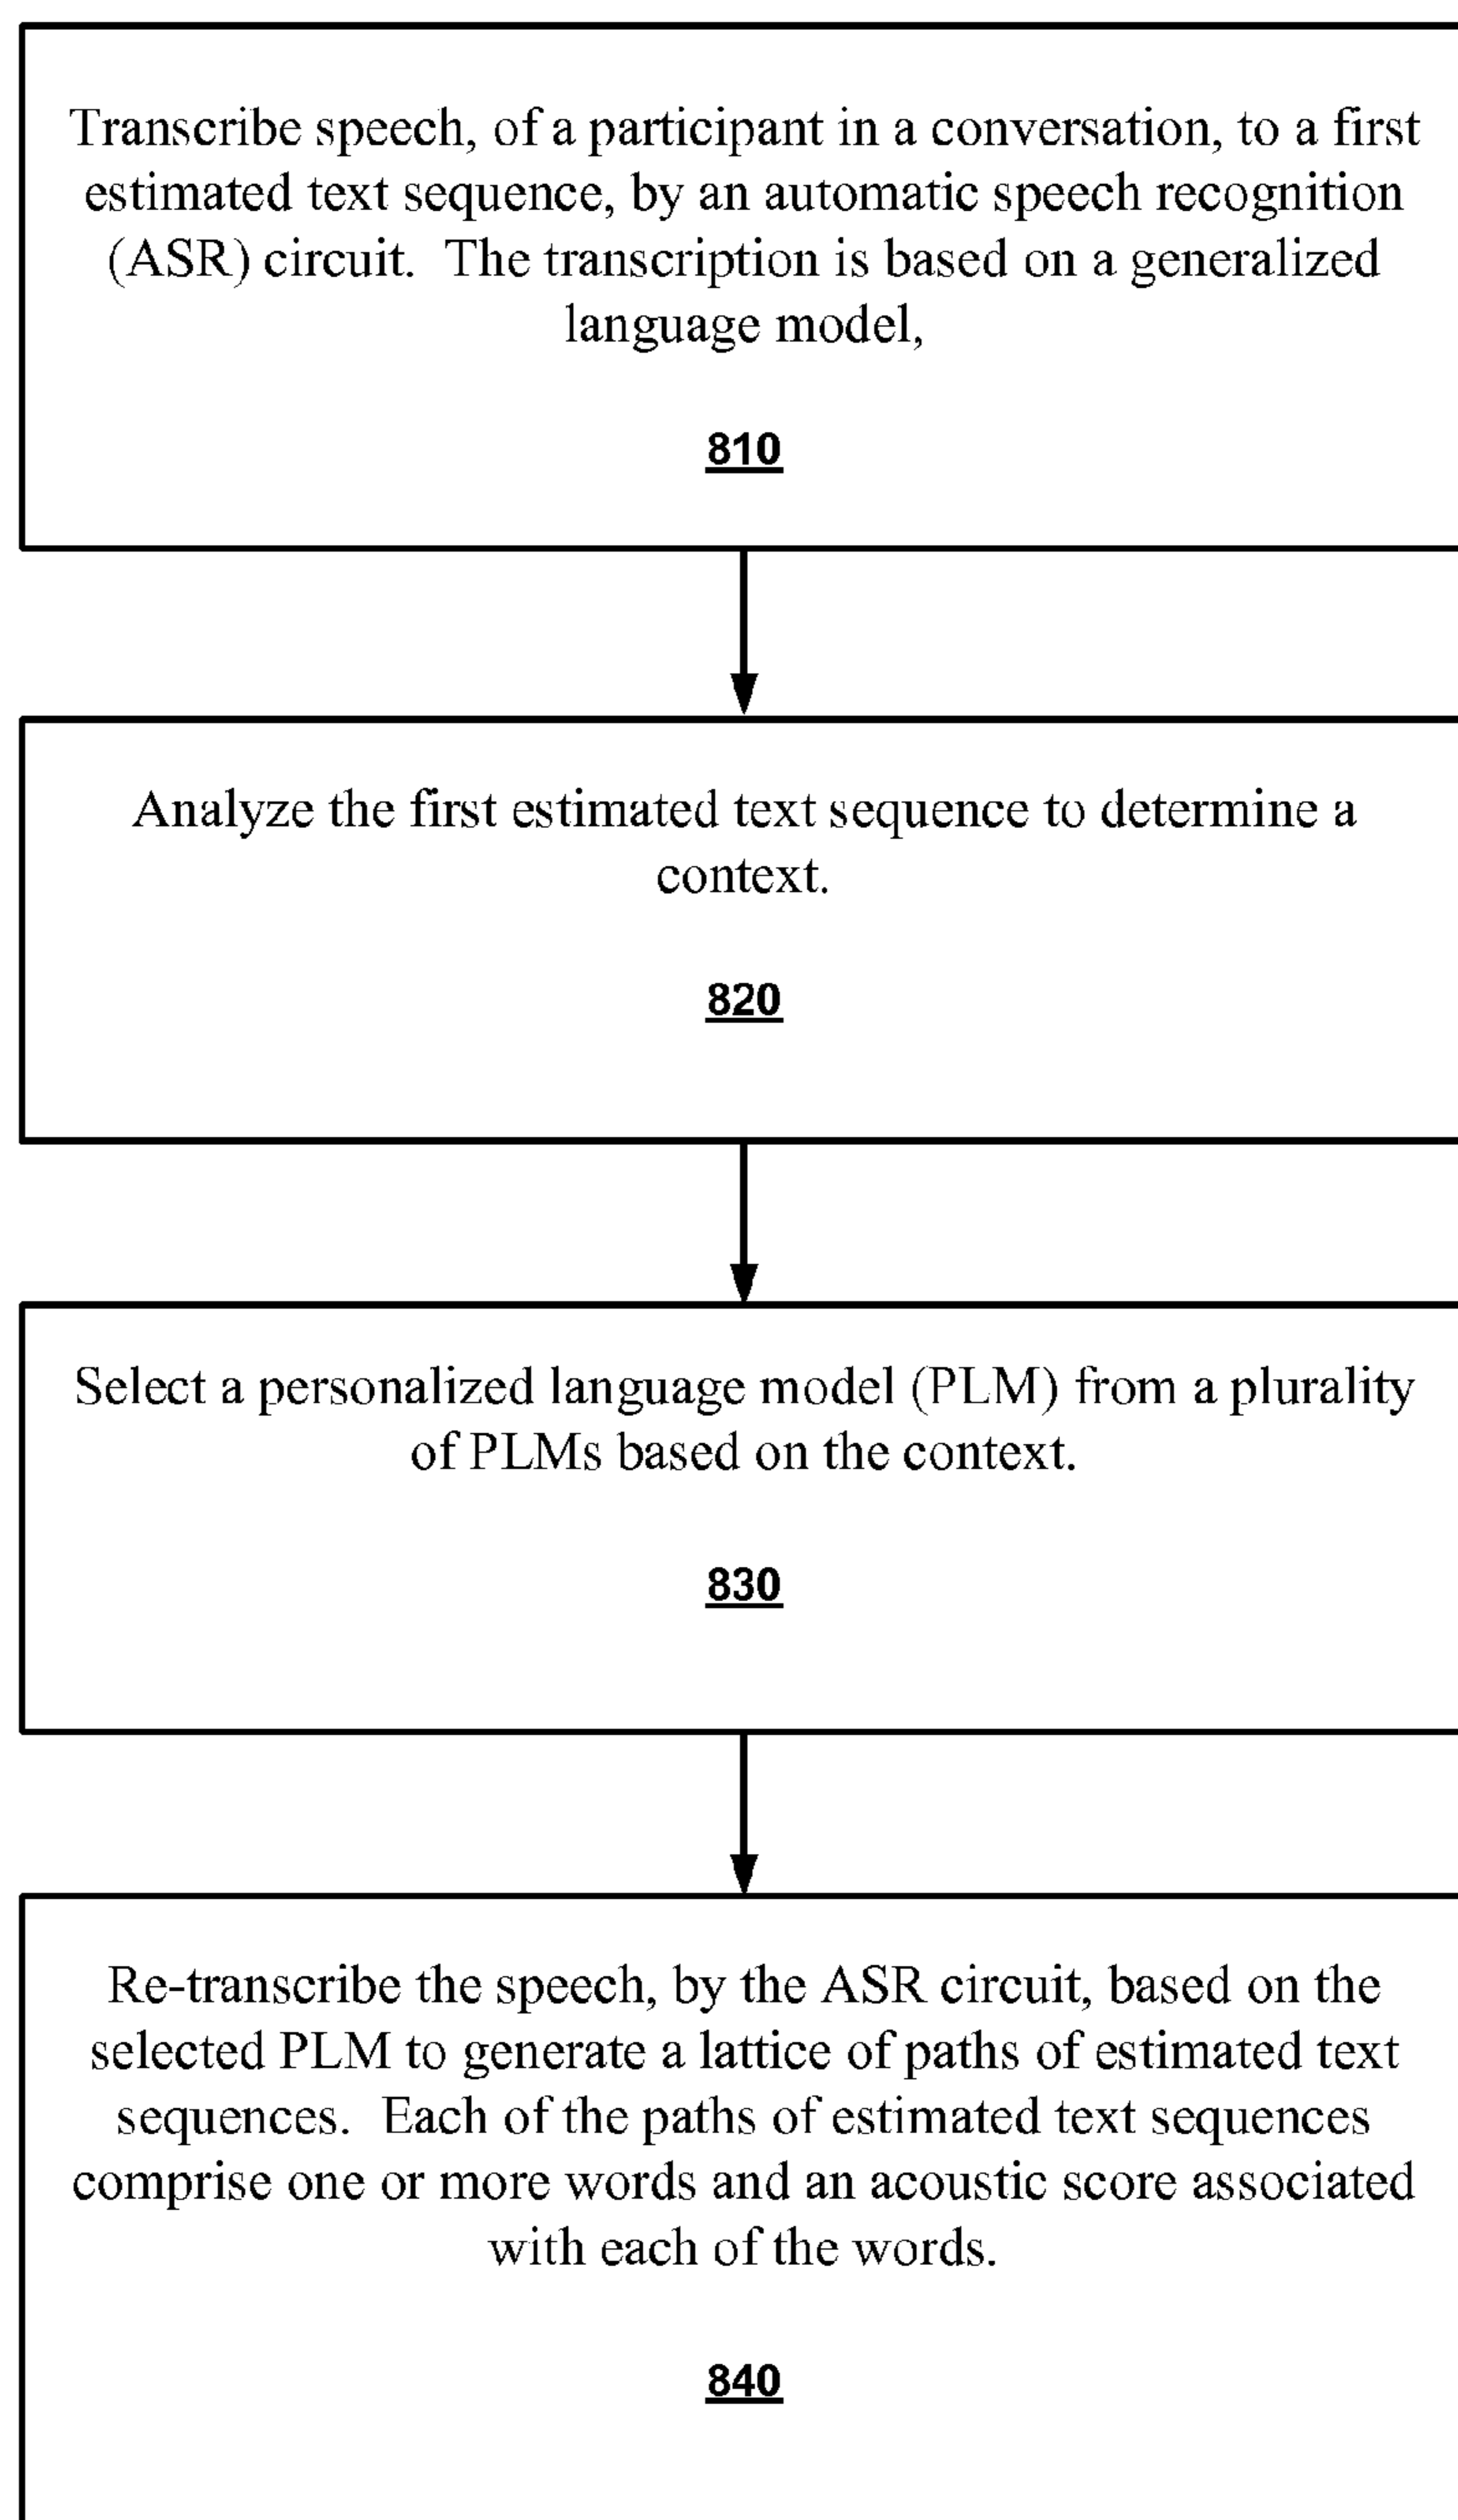 Transcribe speech, of a participant in a conversation, to a first
estimated text sequence, by an automatic speech recognition
(ASR) circuit.  The transcription is based on a generalized
language model,
810
Analyze the first estimated text sequence to determine a
context.
820
Select a personalized language model (PLM) from a plurality
of PLMs based on the context.
830
Re-transcribe the speech, by the ASR circuit, based on the
selected PLM to generate a lattice of paths of estimated text
sequences.  Each of the paths of estimated text sequences
comprise one or more words and an acoustic score associated
with each of the words.
840